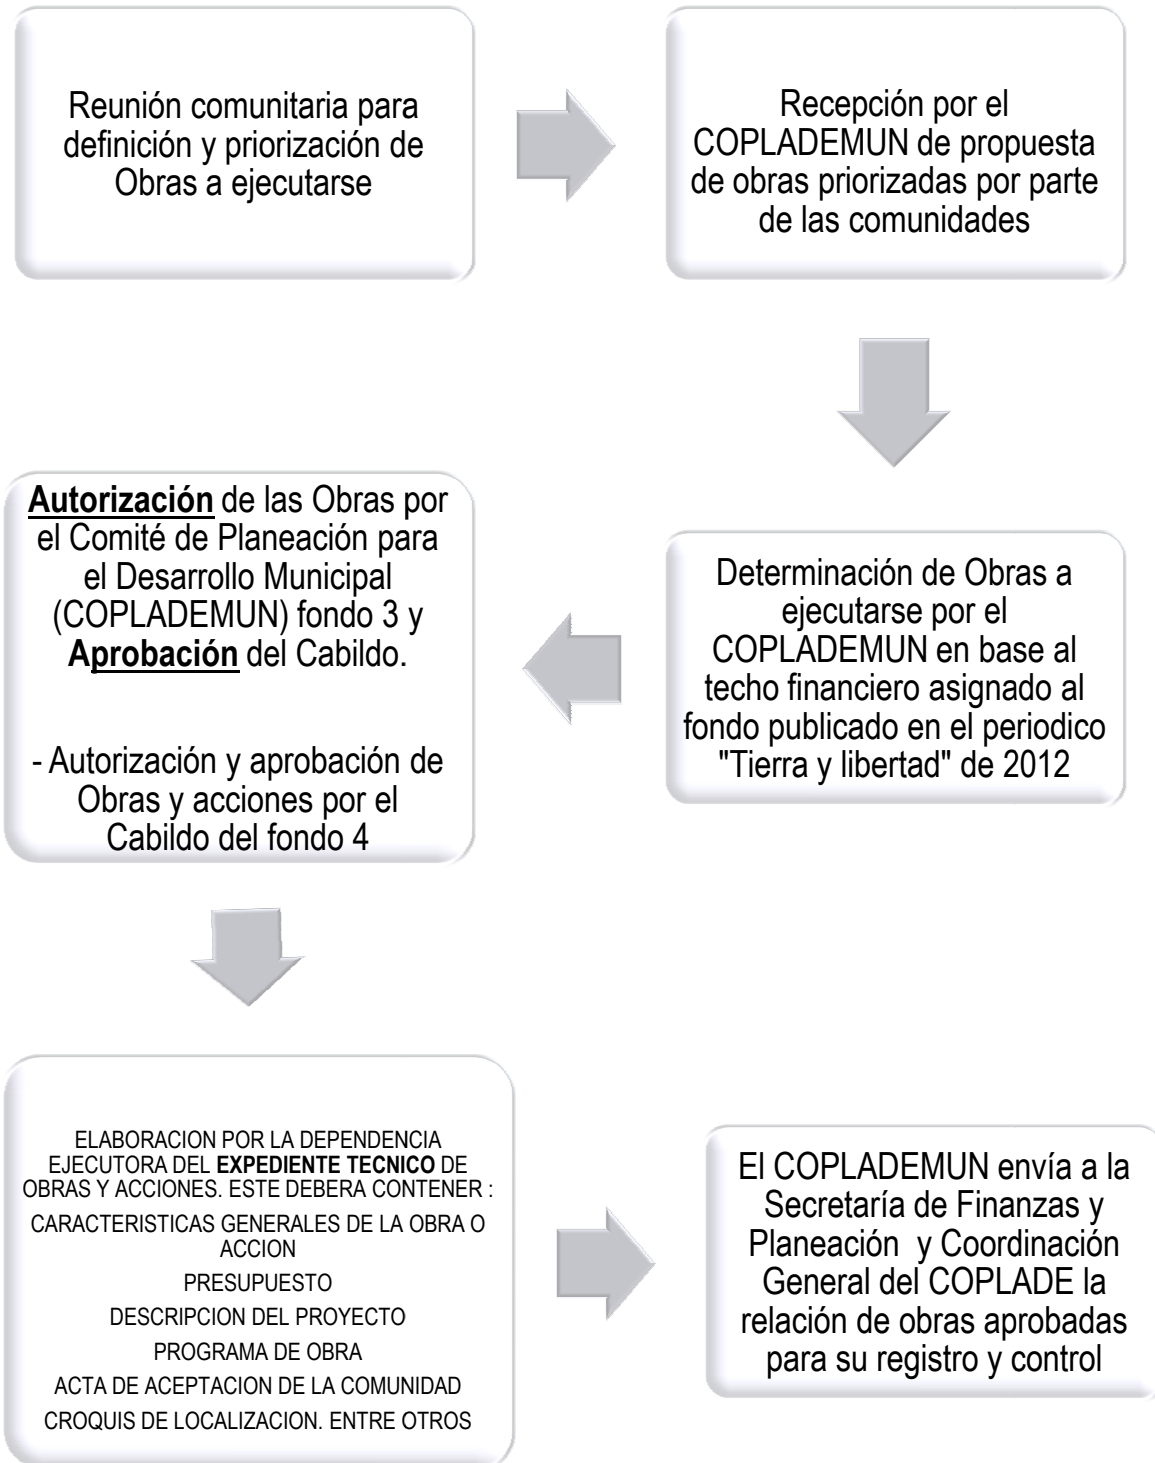 Reunión comunitaria para
definición y priorización de
Obras a ejecutarse
Recepción por el
COPLADEMUN de propuesta
de obras priorizadas por parte
de las comunidades
Determinación de Obras a
ejecutarse por el
COPLADEMUN en base al
techo financiero asignado al
fondo publicado en el periodico
"Tierra y libertad" de 2012
Autorización de las Obras por
el Comité de Planeación para
el Desarrollo Municipal
(COPLADEMUN) fondo 3 y
Aprobación del Cabildo.
- Autorización y aprobación de
Obras y acciones por el
Cabildo del fondo 4
ELABORACION POR LA DEPENDENCIA
EJECUTORA DEL EXPEDIENTE TECNICO DE
OBRAS Y ACCIONES. ESTE DEBERA CONTENER :
CARACTERISTICAS GENERALES DE LA OBRA O
ACCION
PRESUPUESTO
DESCRIPCION DEL PROYECTO
PROGRAMA DE OBRA
ACTA DE ACEPTACION DE LA COMUNIDAD
CROQUIS DE LOCALIZACION. ENTRE OTROS
El COPLADEMUN envía a la
Secretaría de Finanzas y
Planeación y Coordinación
General del COPLADE la
relación de obras aprobadas
para su registro y control